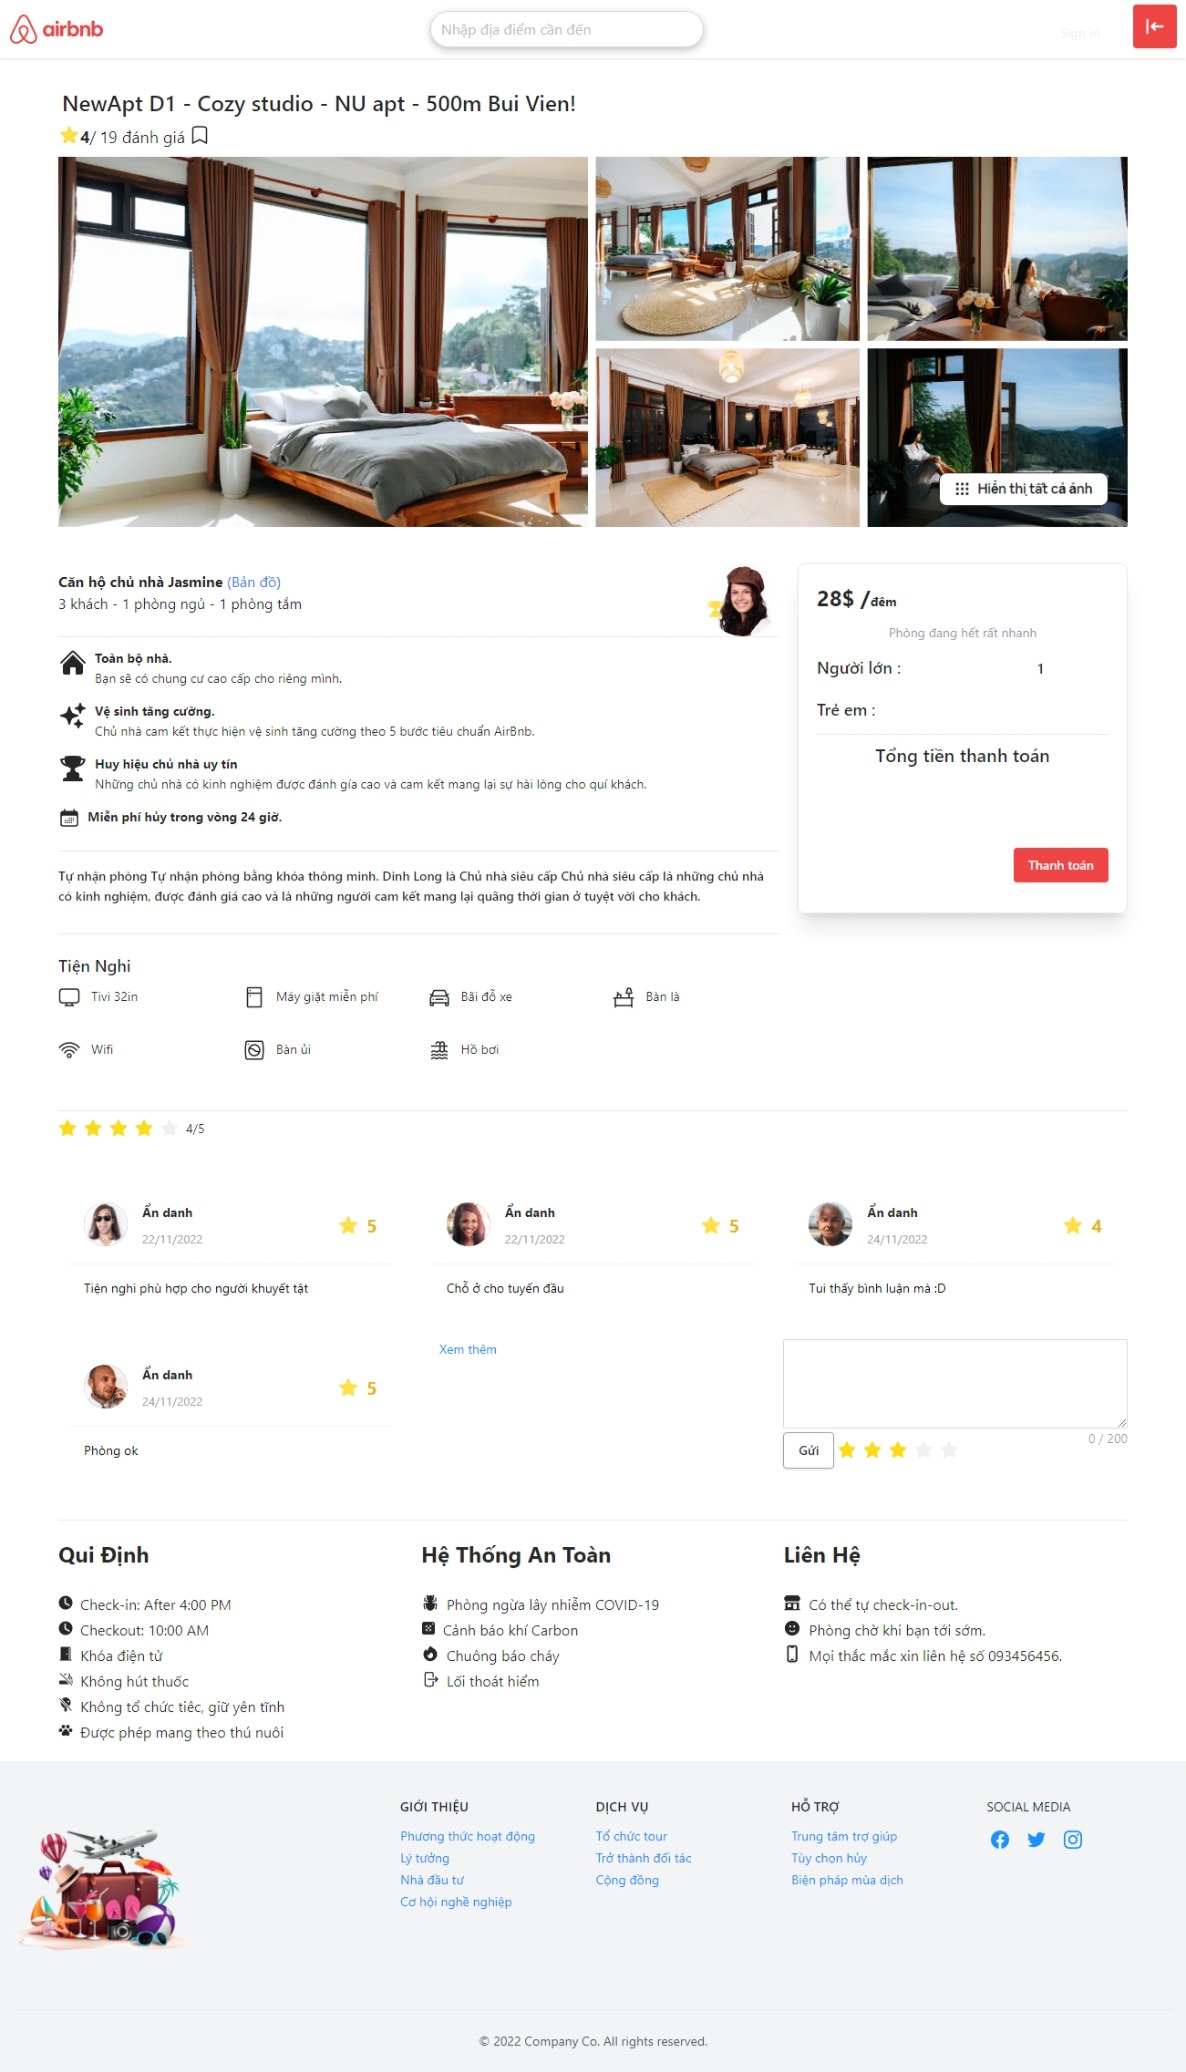 airbnb
Nhập địa điểm cần đến
Sign in
NewApt D1 - Cozy studio - NU apt - 500m Bui Vien!
4/ 19 đánh giá
Hiển thị tất cả ảnh
Căn hộ chủ nhà Jasmine (Bản đồ)
3 khách - 1 phòng ngủ - 1 phòng tắm
Toàn bộ nhà.
Bạn sẽ có chung cư cao cấp cho riêng mình.
Vệ sinh tăng cường.
Chủ nhà cam kết thực hiện vệ sinh tăng cường theo 5 bước tiêu chuẩn AirBnb.
Huy hiệu chủ nhà uy tín
Những chủ nhà có kinh nghiệm được đánh gía cao và cam kết mang lại sự hài lòng cho quí khách.
Miễn phí hủy trong vòng 24 giờ.
Tự nhận phòng Tự nhận phòng bằng khóa thông minh. Dinh Long là Chủ nhà siêu cấp Chủ nhà siêu cấp là những chủ nhà
có kinh nghiệm, được đánh giá cao và là những người cam kết mang lại quãng thời gian ở tuyệt vời cho khách.
28$ /đêm
Phòng đang hết rất nhanh
Người lớn : 1
Trẻ em :
Tổng tiền thanh toán
Thanh toán
Tiện Nghi
Tivi 32in
Máy giặt miễn phí
Bãi đỗ xe
Bàn là
Wifi
Bàn ủi
Hồ bơi
4/5
Ẩn danh
22/11/2022
5
Tiện nghi phù hợp cho người khuyết tật
Ẩn danh
22/11/2022
5
Chỗ ở cho tuyến đầu
Ẩn danh
24/11/2022
4
Tui thấy bình luận mà :D
Ẩn danh
24/11/2022
5
Phòng ok
Xem thêm
0 / 200
Gửi
Qui Định
Check-in: After 4:00 PM
Checkout: 10:00 AM
Khóa điện tử
Không hút thuốc
Không tổ chức tiêc, giữ yên tĩnh
Được phép mang theo thú nuôi
Hệ Thống An Toàn
Phòng ngừa lây nhiễm COVID-19
Cảnh báo khí Carbon
Chuông báo cháy
Lối thoát hiểm
Liên Hệ
Có thể tự check-in-out.
Phòng chờ khi bạn tới sớm.
Mọi thắc mắc xin liên hệ số 093456456.
GIỚI THIỆU
Phương thức hoạt động
Lý tưởng
Nhà đầu tư
Cơ hội nghề nghiệp
DỊCH VỤ
Tổ chức tour
Trở thành đối tác
Cộng đồng
HỖ TRỢ
Trung tâm trợ giúp
Tùy chọn hủy
Biện pháp mùa dịch
SOCIAL MEDIA
© 2022 Company Co. All rights reserved.